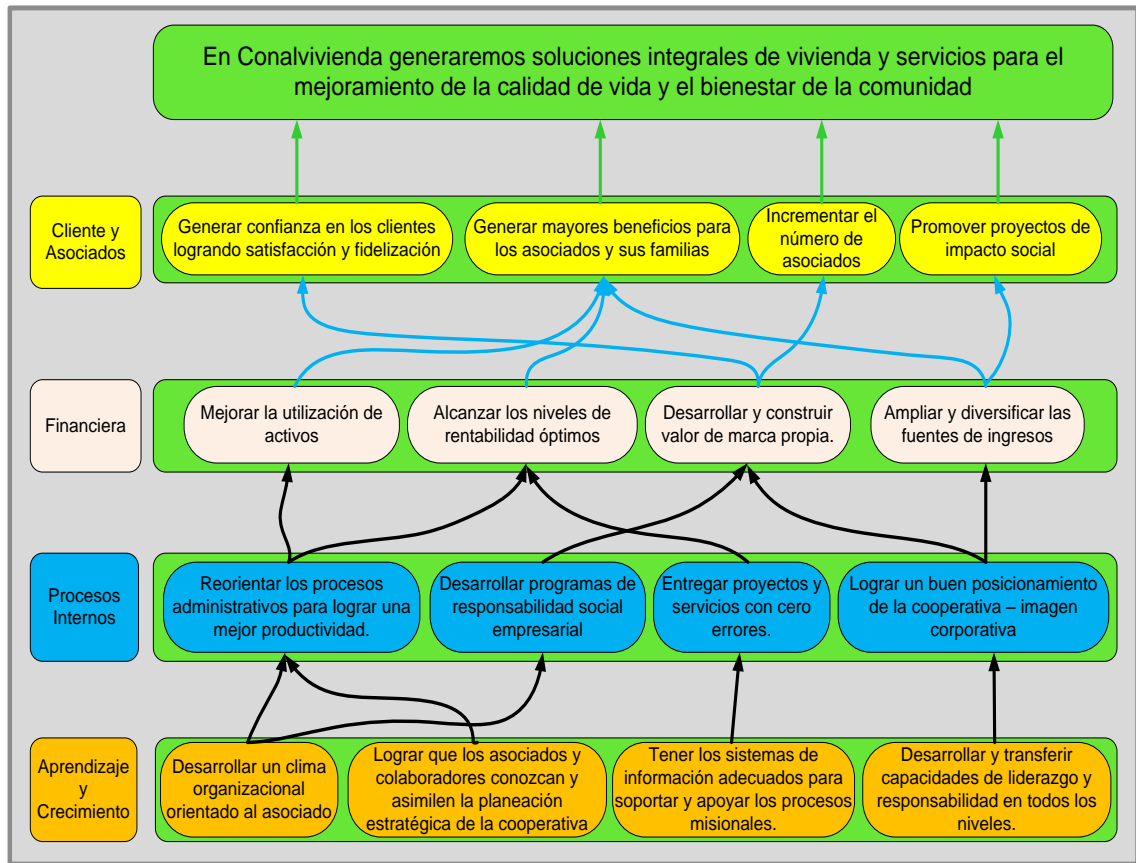 En Conalvivienda generaremos soluciones integrales de vivienda y servicios para el
mejoramiento de la calidad de vida y el bienestar de la comunidad
Cliente y
Asociados
Generar confianza en los clientes
logrando satisfacción y fidelización
Generar mayores beneficios para
los asociados y sus familias
Incrementar el
número de
asociados
Promover proyectos de
impacto social
Financiera
Mejorar la utilización de
activos
Alcanzar los niveles de
rentabilidad óptimos
Desarrollar y construir
valor de marca propia.
Ampliar y diversificar las
fuentes de ingresos
Procesos
Internos
Reorientar los procesos
administrativos para lograr una
mejor productividad.
Desarrollar programas de
responsabilidad social
empresarial
Entregar proyectos y
servicios con cero
errores.
Lograr un buen posicionamiento
de la cooperativa – imagen
corporativa
Aprendizaje
y
Crecimiento
Desarrollar un clima
organizacional
orientado al asociado
Lograr que los asociados y
colaboradores conozcan y
asimilen la planeación
estratégica de la cooperativa
Tener los sistemas de
información adecuados para
soportar y apoyar los procesos
misionales.
Desarrollar y transferir
capacidades de liderazgo y
responsabilidad en todos los
niveles.